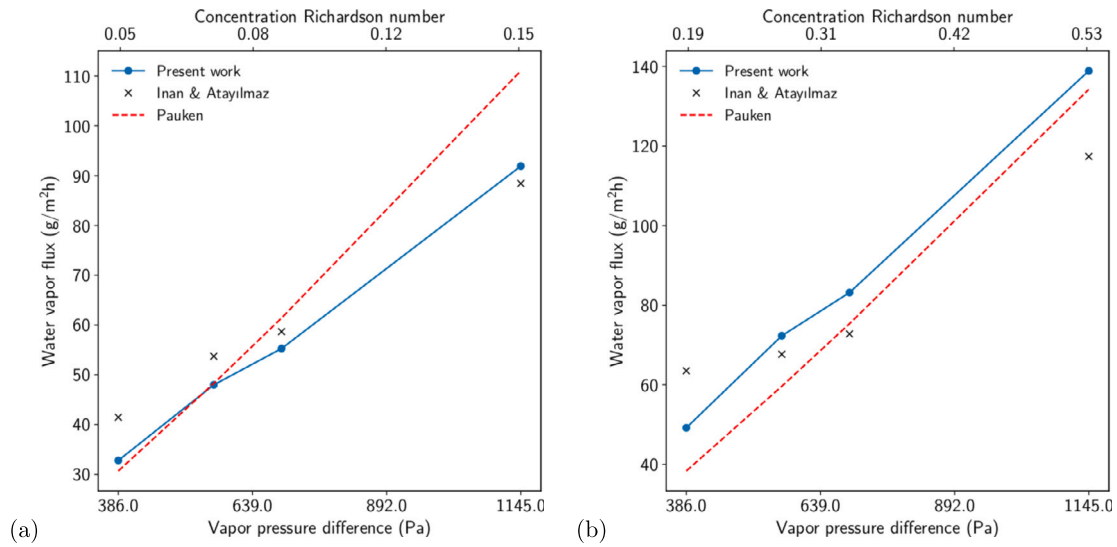 Concentration Richardson number
0.05 0.08 0.12 0.15
Water vapor flux (g/m²h)
110
100
90
80
70
60
50
40
30
Present work
Inan & Atayılmaz
Pauken
386.0 639.0 892.0 1145.0
Vapor pressure difference (Pa)
(a)
Concentration Richardson number
0.19 0.31 0.42 0.53
Water vapor flux (g/m²h)
140
120
100
80
60
40
Present work
Inan & Atayılmaz
Pauken
386.0 639.0 892.0 1145.0
Vapor pressure difference (Pa)
(b)